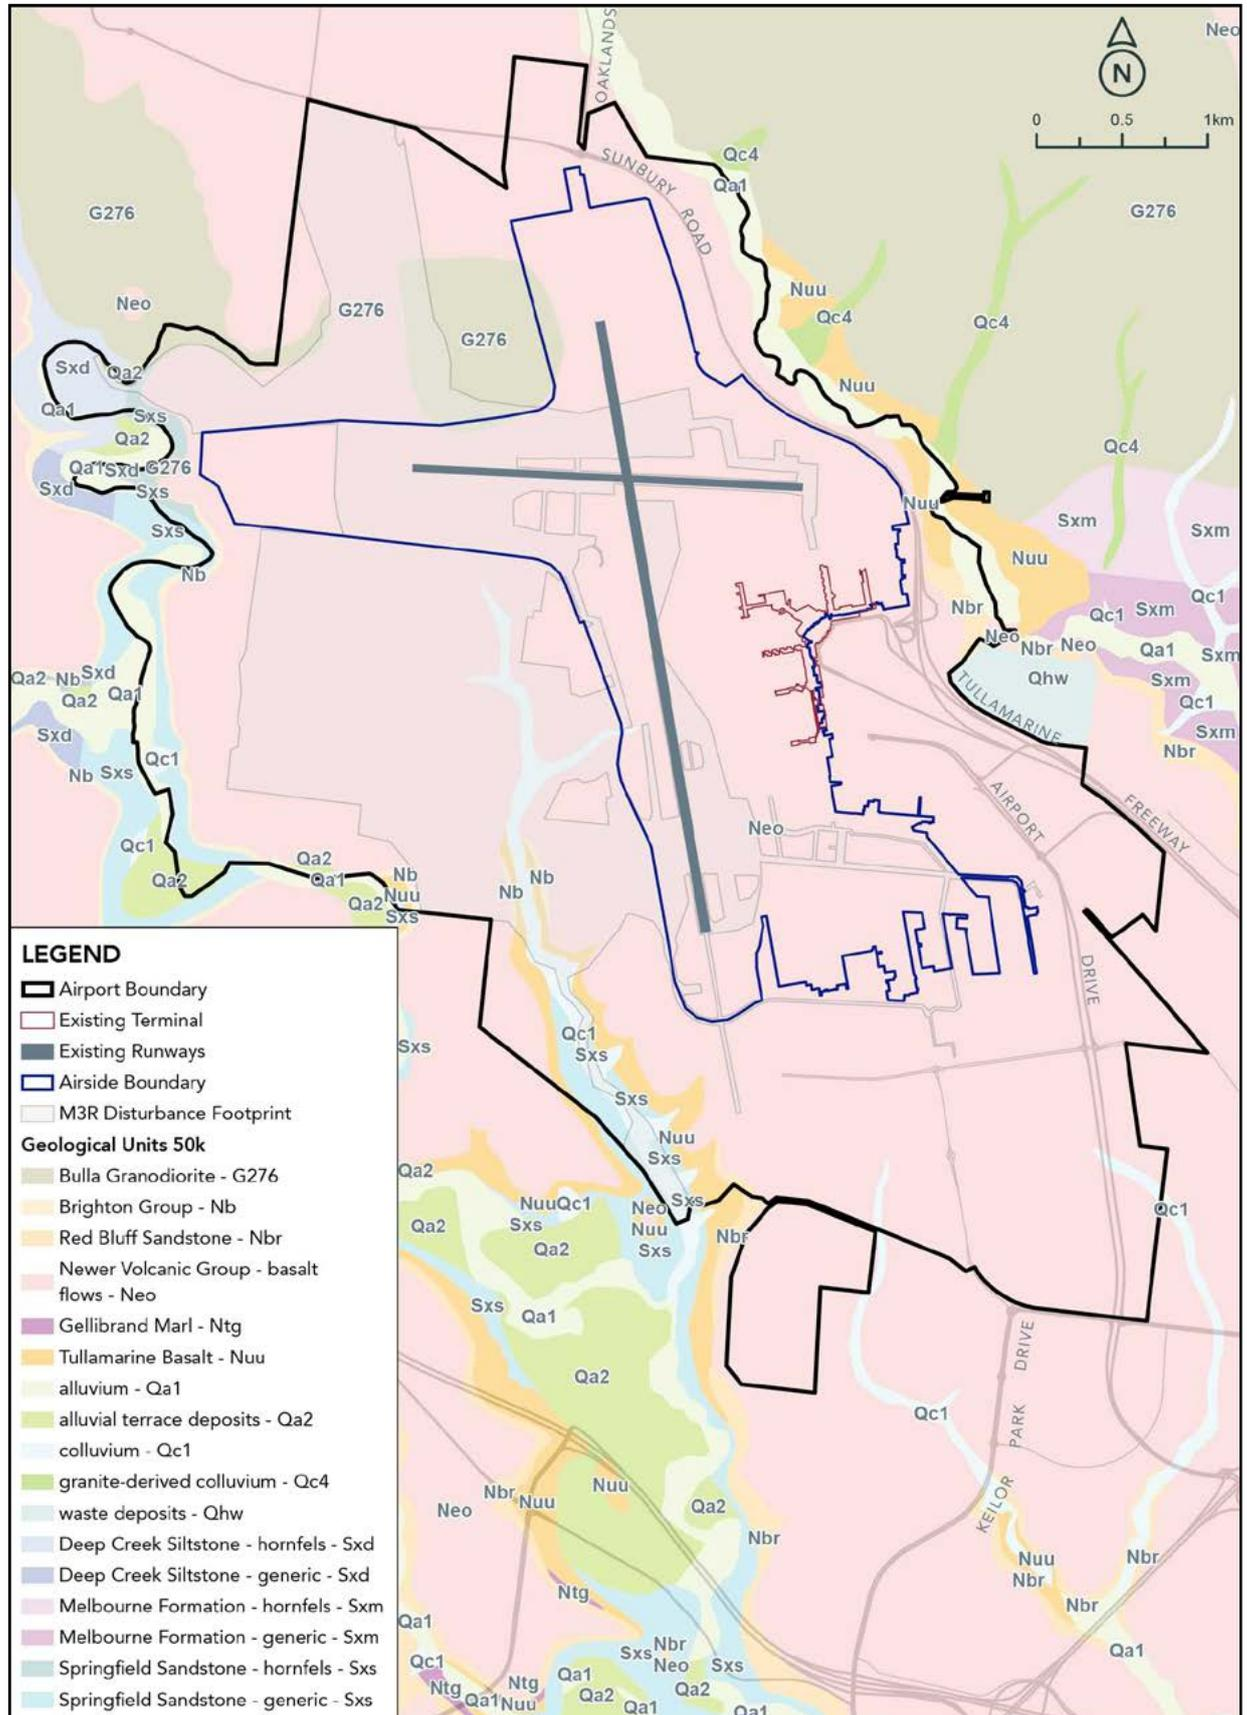 OAKLANDS
Neo
N
0 0.5 1km
SUNBURY ROAD
Qc4
Qa1
G276
G276
Neo
G276
G276
Nuu
Qc4
Qc4
Sxd
Qa2
Nuu
Qa1
Sxs
Qa2
Qc4
Qa1
Sxd
G276
Sxd
Sxs
Nuu
Sxm
Sxs
Sxm
Nuu
Nb
Qc1
Nbr
Qc1
Sxm
Neo
Nbr
Neo
Qa1
Sxm
Qa2
Nb
Sxd
Qhw
Sxm
Qa2
Qa1
TULLAMARINE
Qc1
Sxd
Sxm
Nbr
Nb
Sxs
Qc1
AIRPORT
FREEWAY
Neo
Qc1
Qa2
Qa2
Qa1
Nb
Nb
Nb
Qa2
Nuu
Sxs
DRIVE
LEGEND
Airport Boundary
Existing Terminal
Existing Runways
Airside Boundary
M3R Disturbance Footprint
Geological Units 50k
Bulla Granodiorite - G276
Brighton Group - Nb
Red Bluff Sandstone - Nbr
Newer Volcanic Group - basalt
flows - Neo
Gellibrand Marl - Ntg
Tullamarine Basalt - Nuu
alluvium - Qa1
alluvial terrace deposits - Qa2
colluvium - Qc1
granite-derived colluvium - Qc4
waste deposits - Qhw
Deep Creek Siltstone - hornfels - Sxd
Deep Creek Siltstone - generic - Sxd
Melbourne Formation - hornfels - Sxm
Melbourne Formation - generic - Sxm
Springfield Sandstone - hornfels - Sxs
Springfield Sandstone - generic - Sxs
Qc1
Sxs
Sxs
Sxs
Nuu
Sxs
Qa2
Nuu
Qc1
Neo
Sxs
Qc1
Qa2
Sxs
Nuu
Nbr
Qa2
Sxs
Sxs
Qa1
Qa2
KEILOR PARK DRIVE
Qc1
Nuu
Nbr
Nuu
Neo
Qa2
Nbr
Nuu
Nbr
Nbr
Ntg
Nbr
Qa1
Qa1
Nbr
Sxs
Neo
Sxs
Qc1
Ntg
Ntg
Qa1
Nuu
Qa1
Qa2
Qa1
Qa2
Qa1